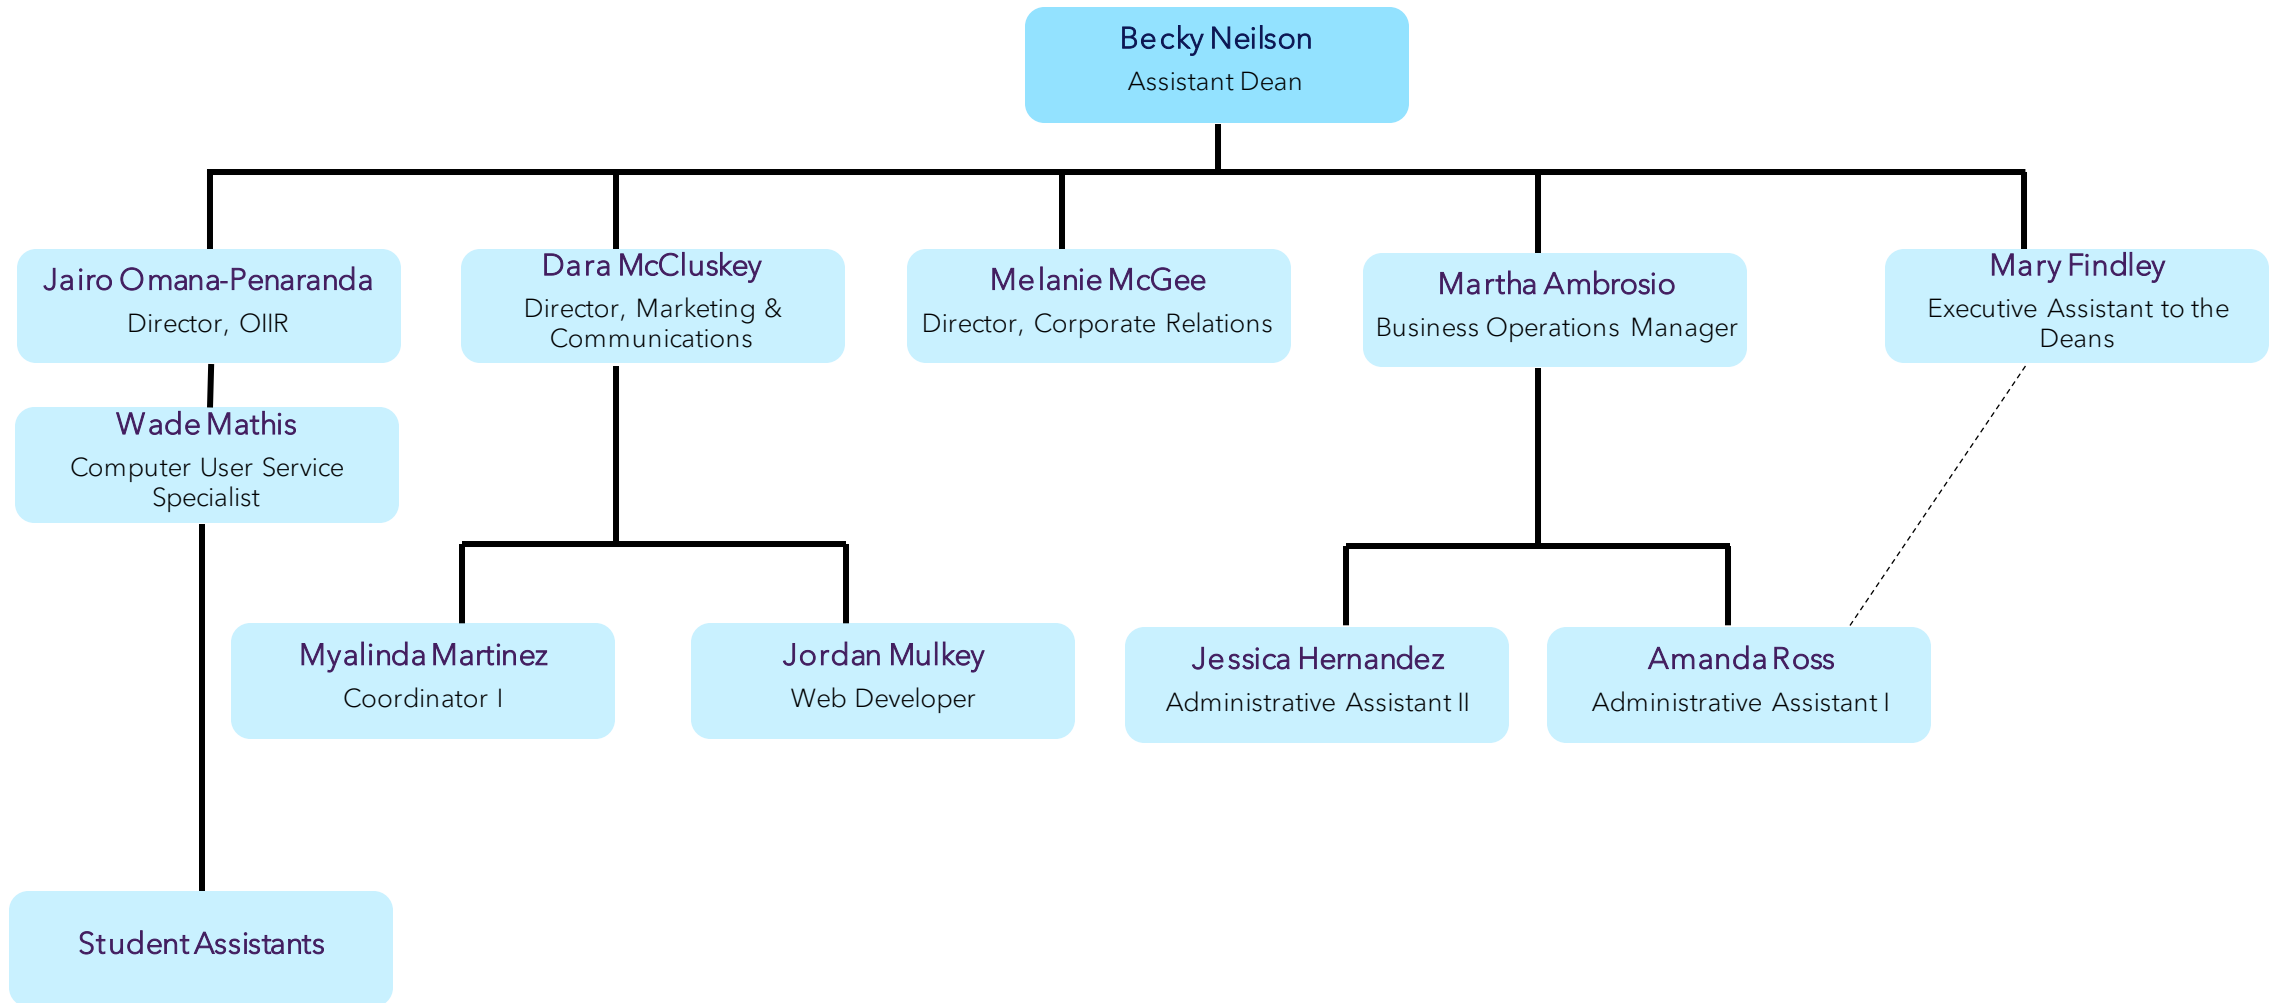 Becky Neilson
Assistant Dean
Jairo Omana-Penaranda
Director, OIIR
Dara McCluskey
Director, Marketing &
Communications
Melanie McGee
Director, Corporate Relations
Martha Ambrosio
Business Operations Manager
Mary Findley
Executive Assistant to the
Deans
Wade Mathis
Computer User Service
Specialist
Myalinda Martinez
Coordinator I
Jordan Mulkey
Web Developer
Jessica Hernandez
Administrative Assistant II
Amanda Ross
Administrative Assistant I
Student Assistants